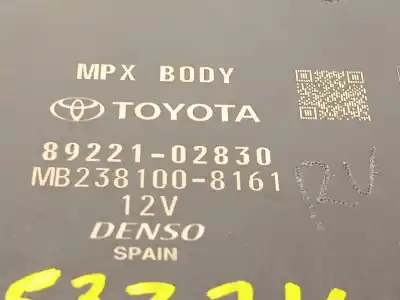 MPX BODY
TOYOTA
89221-02830
MB238100-8161
12V
DENSO
SPAIN